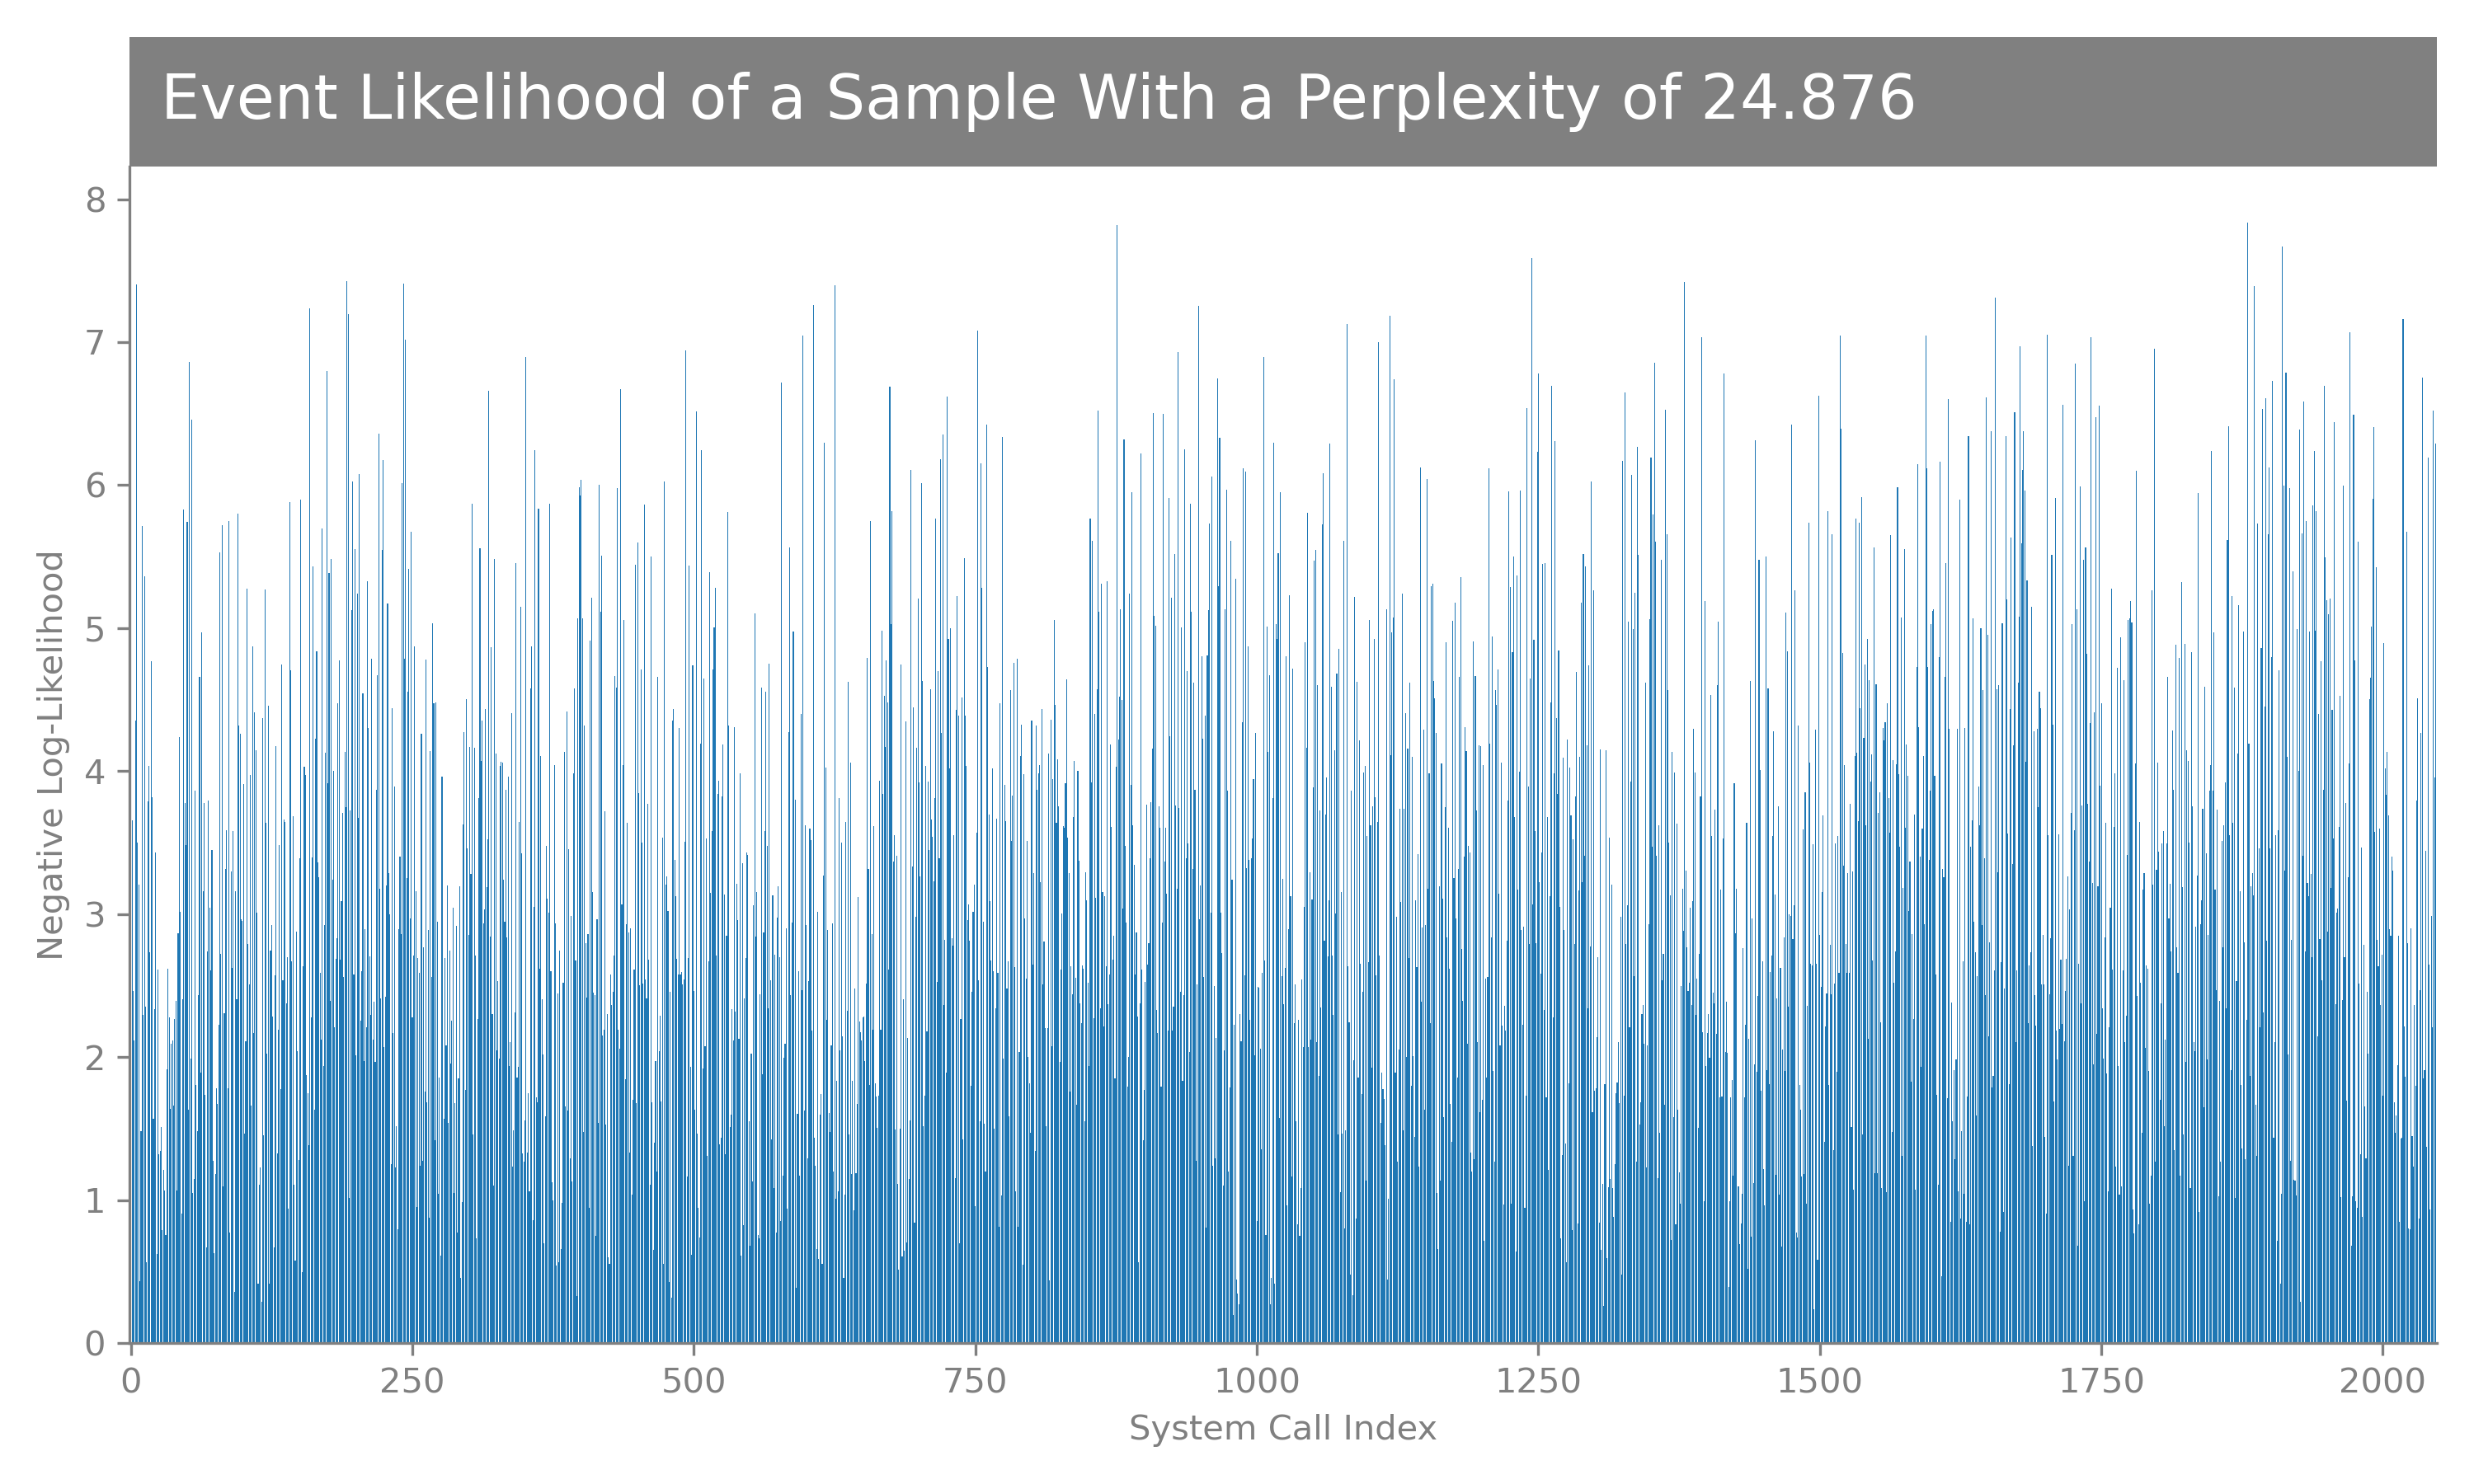 Event Likelihood of a Sample With a Perplexity of 24.876
8
7
6
5
4
3
2
1
0
Negative Log-Likelihood
0 250 500 750 1000 1250 1500 1750 2000
System Call Index